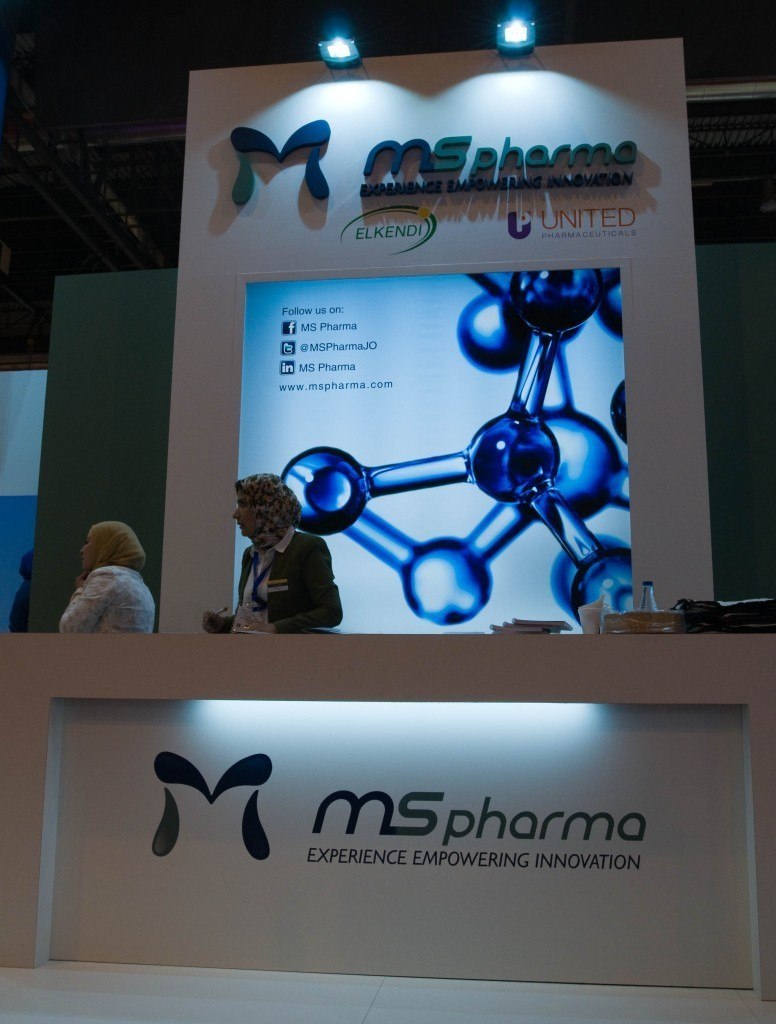 MSpharma
EXPERIENCE EMPOWERING INNOVATION
ELKENDI
UNITED
PHARMACEUTICALS
Follow us on:
MS Pharma
@MSPharmaJO
MS Pharma
www.mspharma.com
MSpharma
EXPERIENCE EMPOWERING INNOVATION